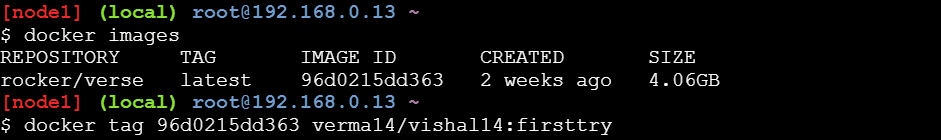 [node1] (local) root@192.168.0.13 ~
$ docker images
REPOSITORY TAG IMAGE ID CREATED SIZE
rocker/verse latest 96d0215dd363 2 weeks ago 4.06GB
[node1] (local) root@192.168.0.13 ~
$ docker tag 96d0215dd363 verma14/vishal14:firsttry